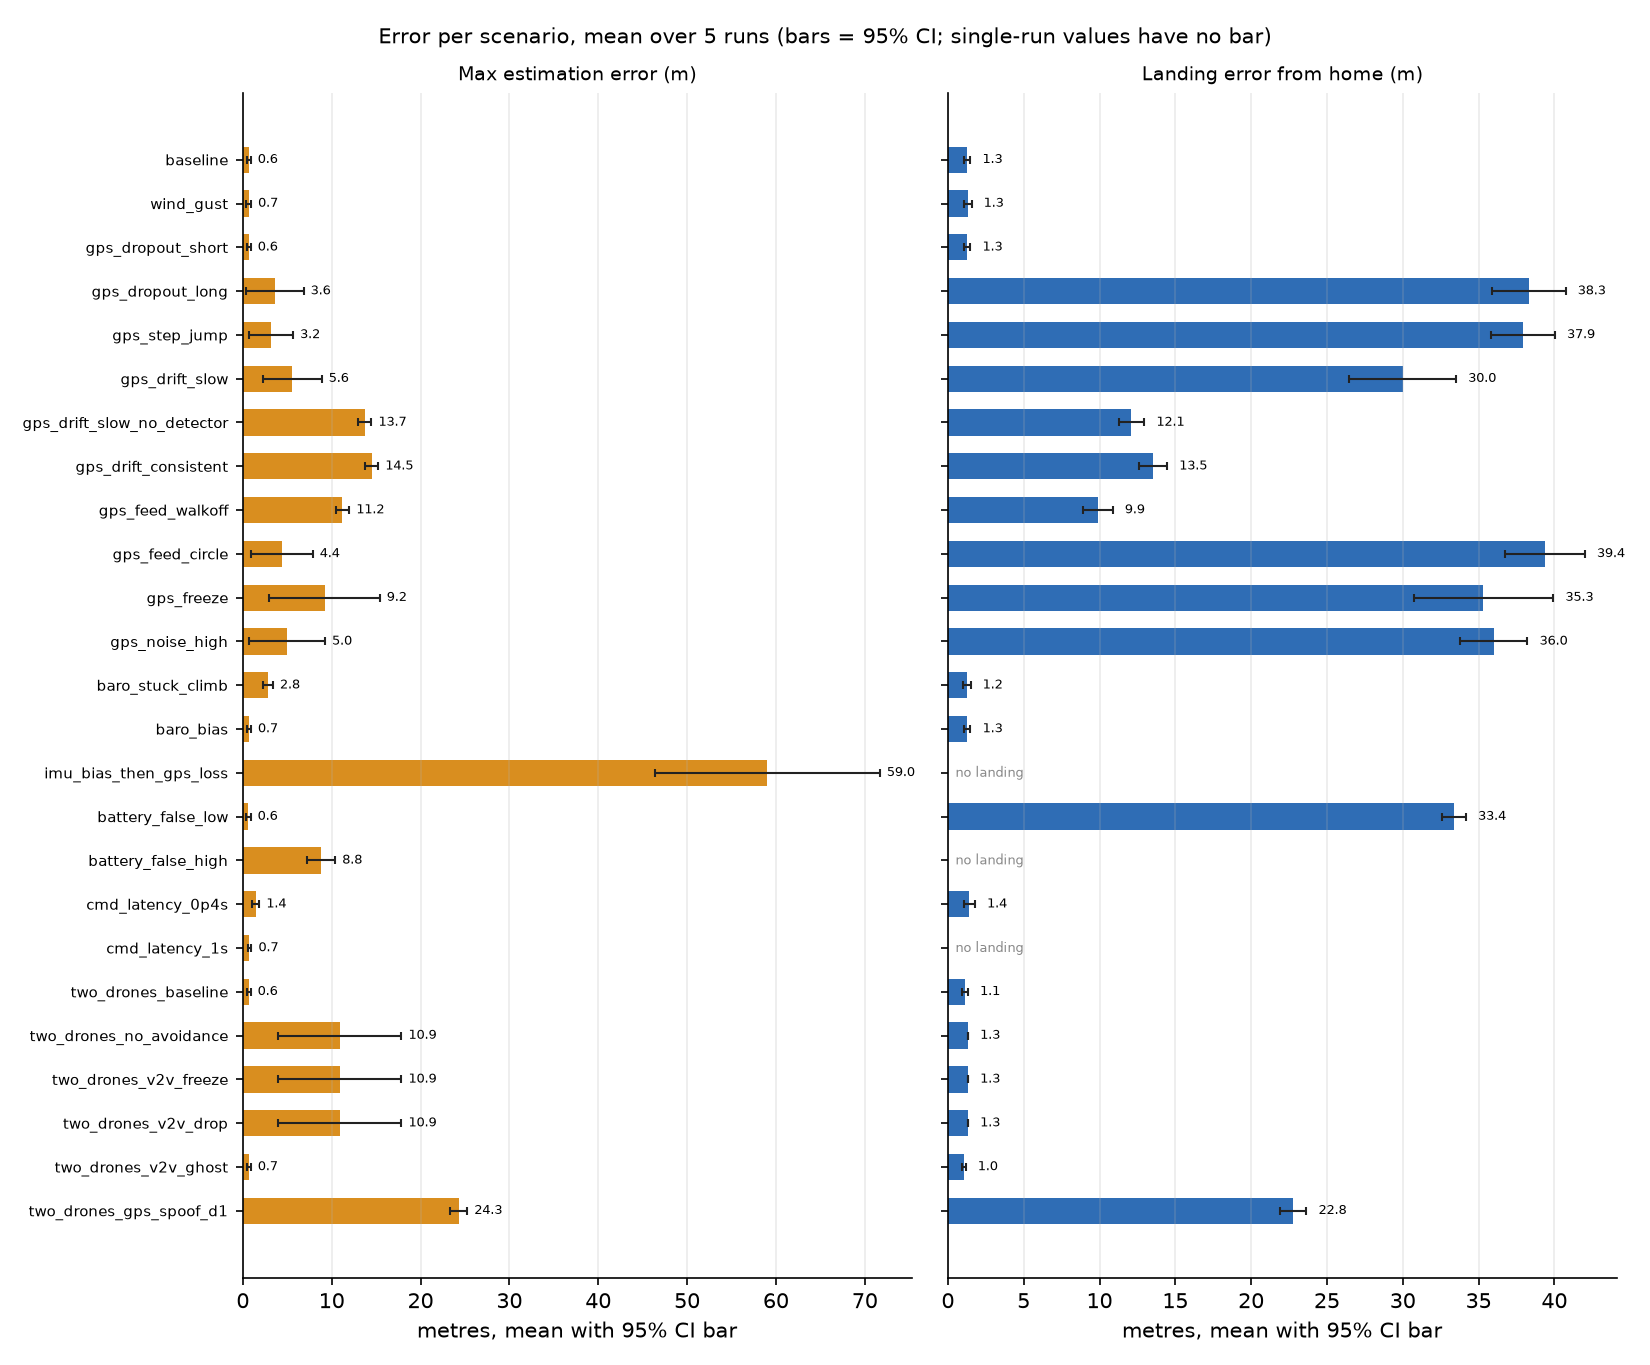 Error per scenario, mean over 5 runs (bars = 95% CI; single-run values have no bar)
Max estimation error (m)
Landing error from home (m)
baseline 0.6 1.3
wind_gust 0.7 1.3
gps_dropout_short 0.6 1.3
gps_dropout_long 3.6 38.3
gps_step_jump 3.2 37.9
gps_drift_slow 5.6 30.0
gps_drift_slow_no_detector 13.7 12.1
gps_drift_consistent 14.5 13.5
gps_feed_walkoff 11.2 9.9
gps_feed_circle 4.4 39.4
gps_freeze 9.2 35.3
gps_noise_high 5.0 36.0
baro_stuck_climb 2.8 1.2
baro_bias 0.7 1.3
imu_bias_then_gps_loss 59.0 no landing
battery_false_low 0.6 33.4
battery_false_high 8.8 no landing
cmd_latency_0p4s 1.4 1.4
cmd_latency_1s 0.7 no landing
two_drones_baseline 0.6 1.1
two_drones_no_avoidance 10.9 1.3
two_drones_v2v_freeze 10.9 1.3
two_drones_v2v_drop 10.9 1.3
two_drones_v2v_ghost 0.7 1.0
two_drones_gps_spoof_d1 24.3 22.8
0 10 20 30 40 50 60 70
0 5 10 15 20 25 30 35 40
metres, mean with 95% CI bar
metres, mean with 95% CI bar